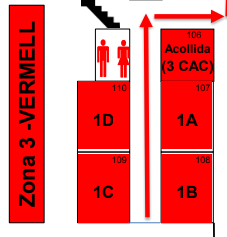 Zona 3 -VERMELL
106
Acollida
(3 CAC)
110
1D
107
1A
109
1C
108
1B